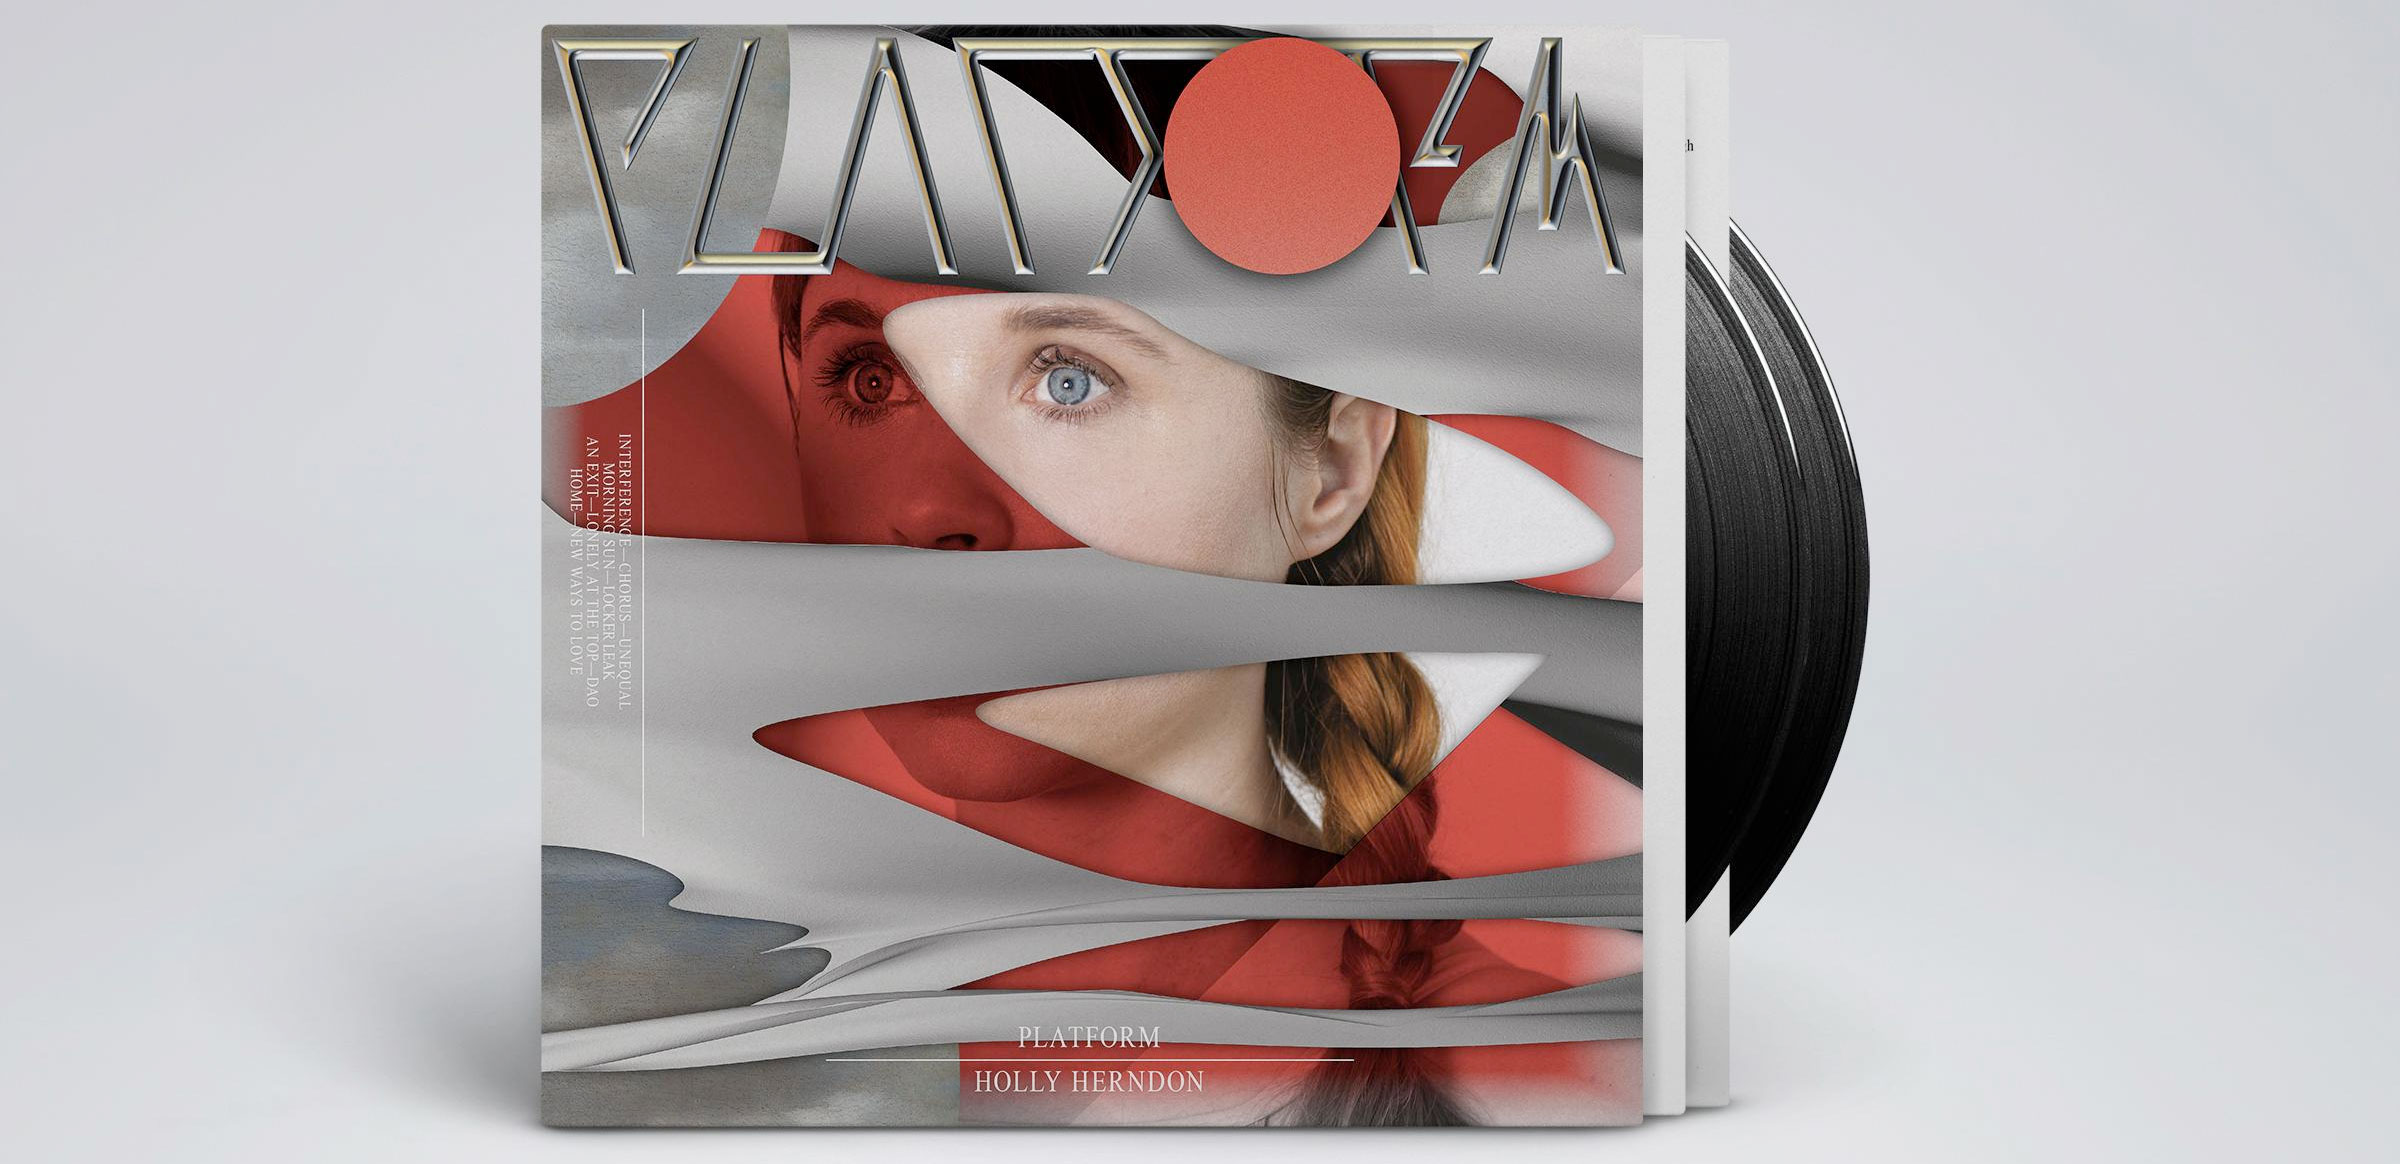 PLATFORM
INTERFERENCE—CHORUS—UNEQUAL
MORNING SUN—LOCKER LEAK
AN EXIT—LONELY AT THE TOP—DAO
HOME—NEW WAYS TO LOVE
PLATFORM
HOLLY HERNDON